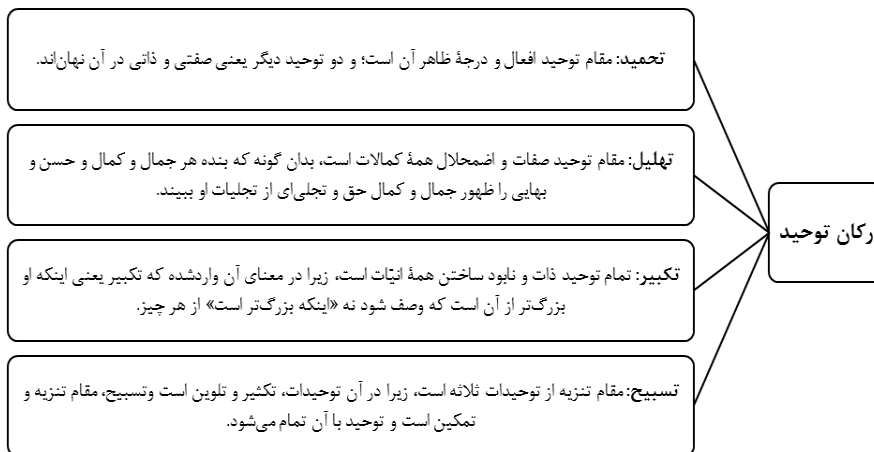 رکان توحید
تحمید: مقام توحید افعال و درجهٔ ظاهر آن است؛ و دو توحید دیگر یعنی صفتی و ذاتی در آن نهان‌اند.
تهلیل: مقام توحید صفات و اضمحلال همهٔ کمالات است، بدان گونه که بنده هر جمال و کمال و حسن و
بهایی را ظهور جمال و کمال حق و تجلی‌ای از تجلیات او ببیند.
تکبیر: تمام توحید ذات و نابود ساختن همهٔ انیّات است، زیرا در معنای آن واردشده که تکبیر یعنی اینکه او
بزرگ‌تر از آن است که وصف شود نه «اینکه بزرگ‌تر است» از هر چیز.
تسبیح: مقام تنزیه از توحیدات ثلاثه است، زیرا در آن توحیدات، تکثیر و تلوین است وتسبیح، مقام تنزیه و
تمکین است و توحید با آن تمام می‌شود.